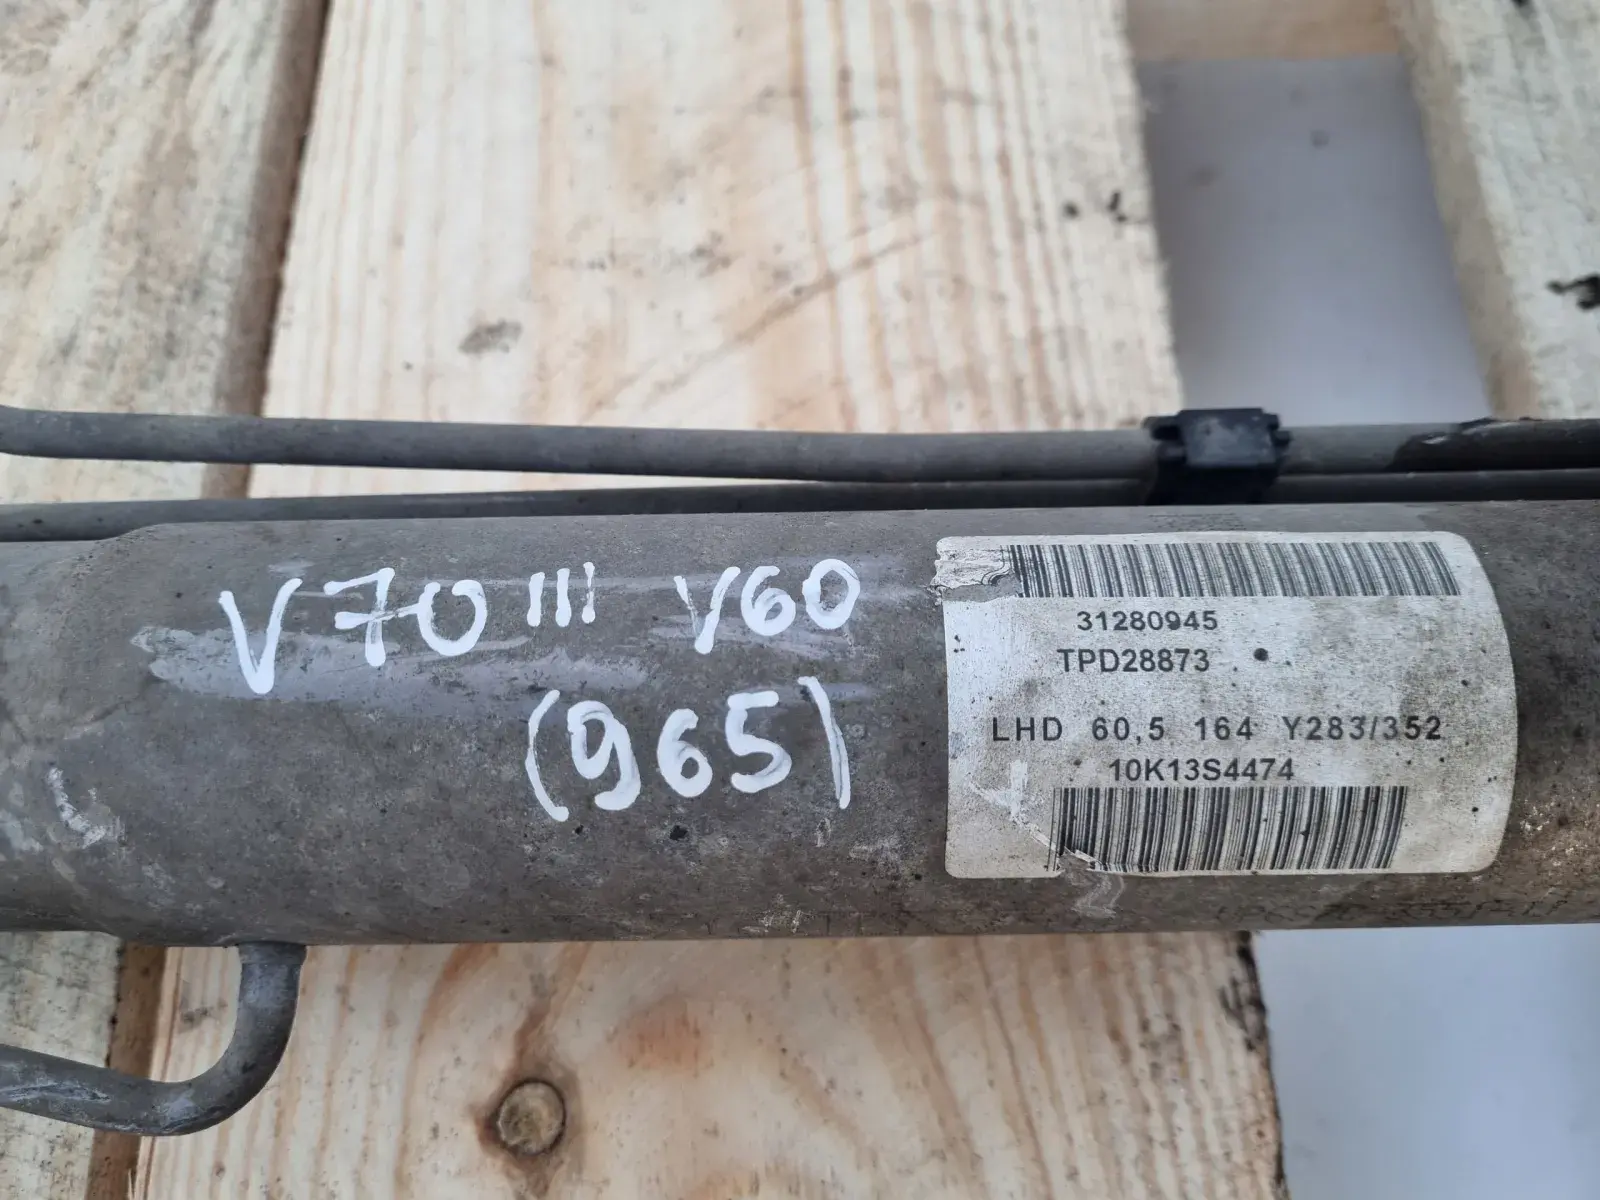 V70 III V60
(965)
31280945
TPD28873
LHD 60,5 164 Y283/352
10K13S4474